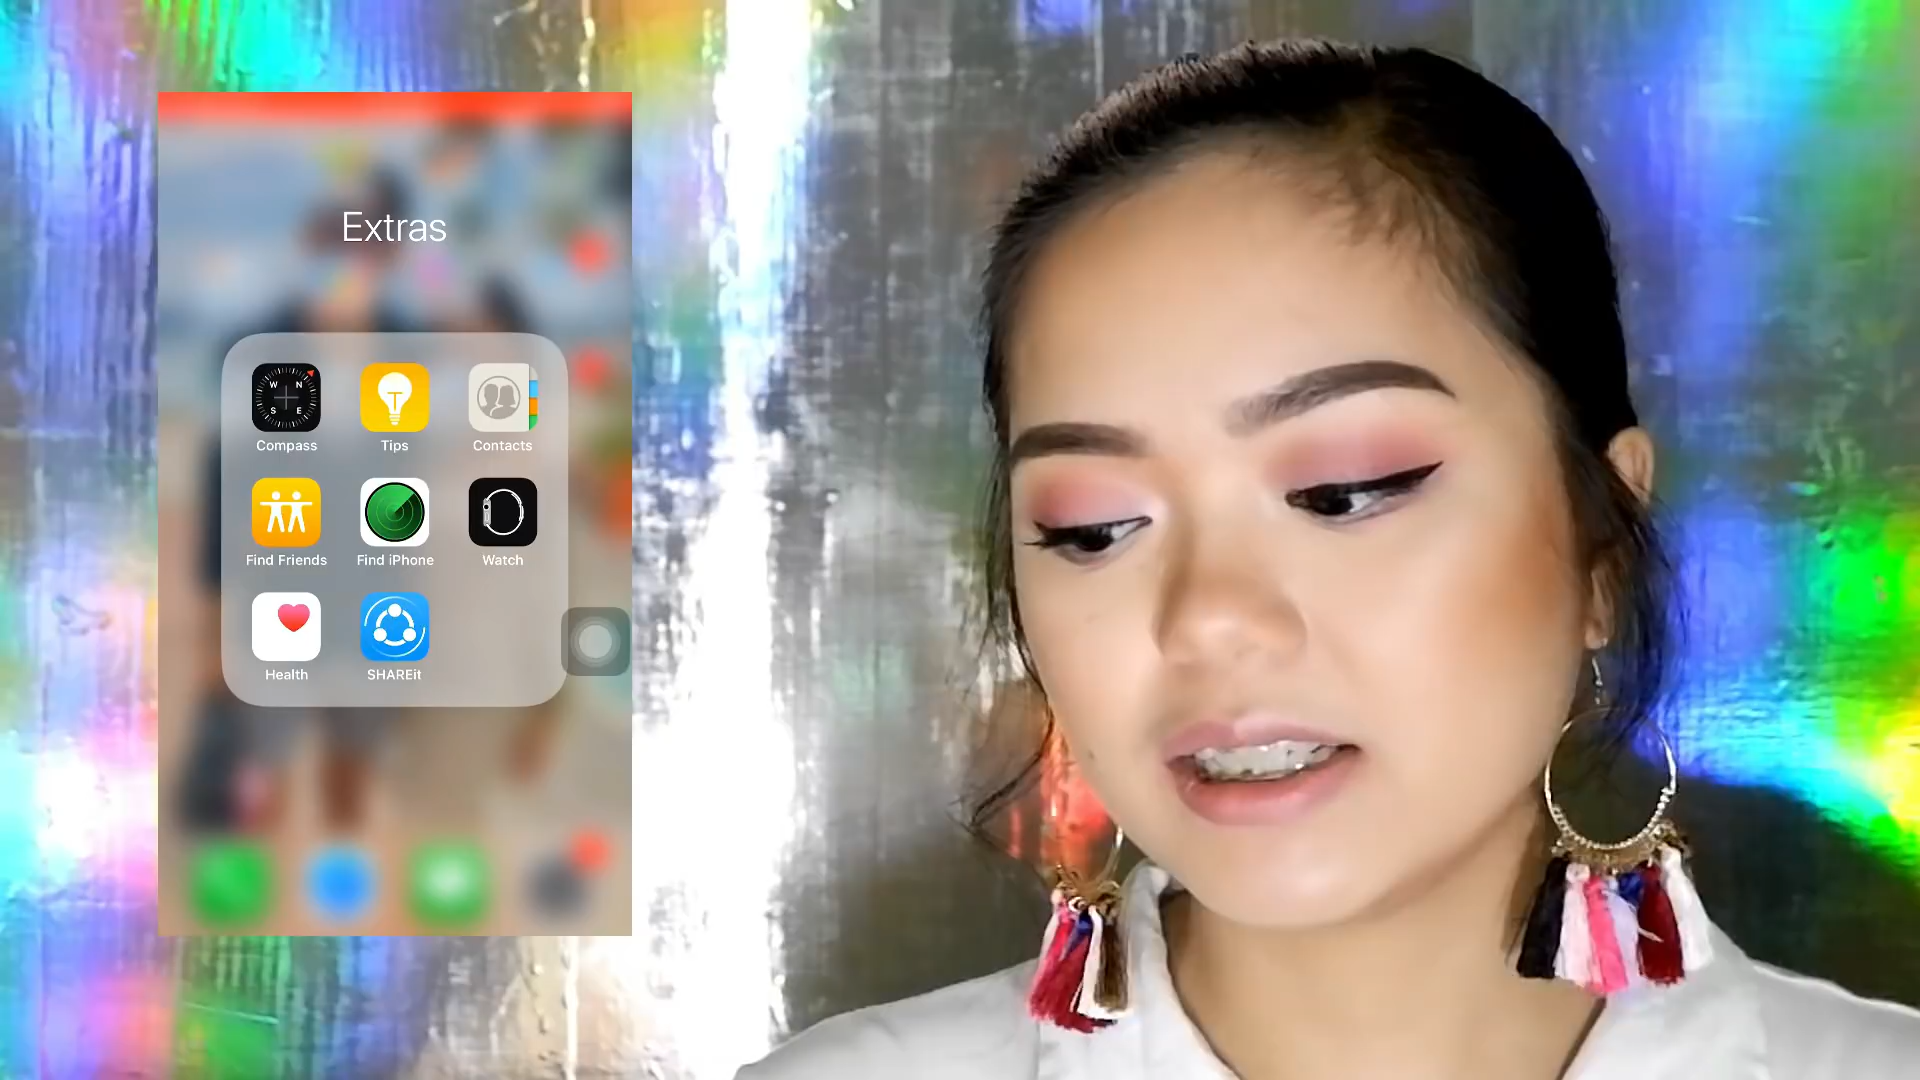 Extras
W N
S E
Compass Tips Contacts
Find Friends Find iPhone Watch
Health SHAREit